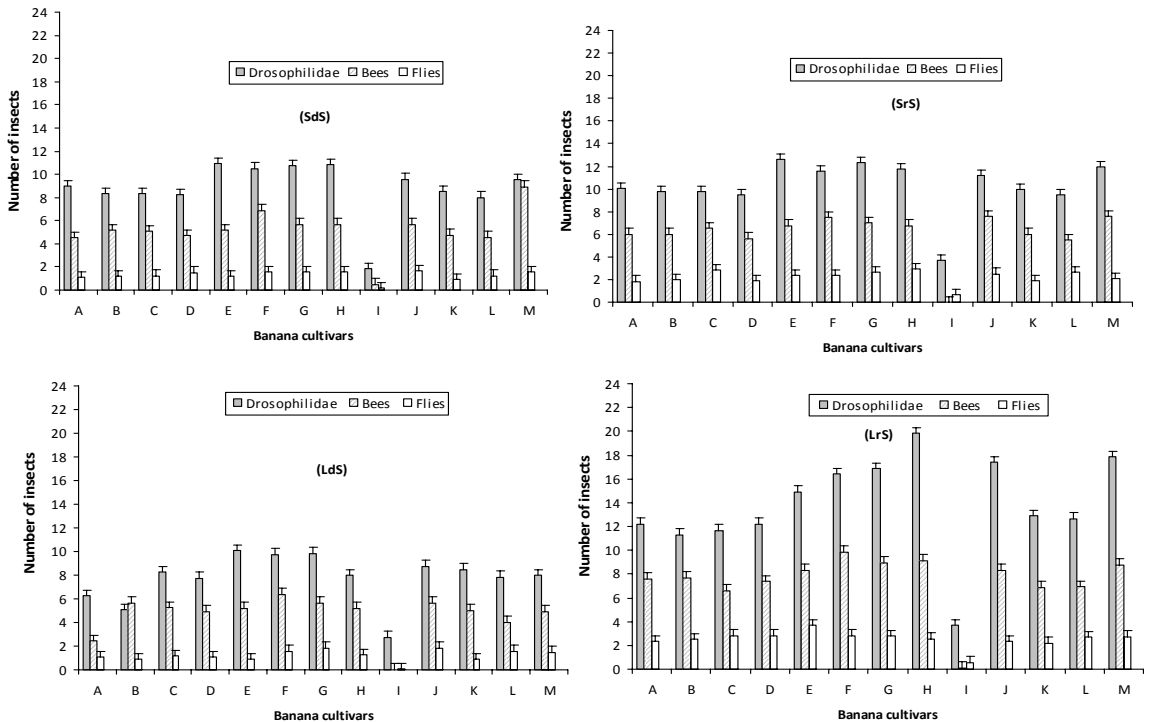 24
22
20
18
16
14
12
10
8
6
4
2
0
Number of insects
Drosophilidae Bees Flies
(SdS)
A B C D E F G H I J K L M
Banana cultivars
24
22
20
18
16
14
12
10
8
6
4
2
0
Number of insects
Drosophilidae Bees Flies
(SrS)
A B C D E F G H I J K L M
Banana cultivars
24
22
20
18
16
14
12
10
8
6
4
2
0
Number of insects
Drosophilidae Bees Flies
(LdS)
A B C D E F G H I J K L M
Banana cultivars
24
22
20
18
16
14
12
10
8
6
4
2
0
Number of insects
Drosophilidae Bees Flies
(LrS)
A B C D E F G H I J K L M
Banana cultivars